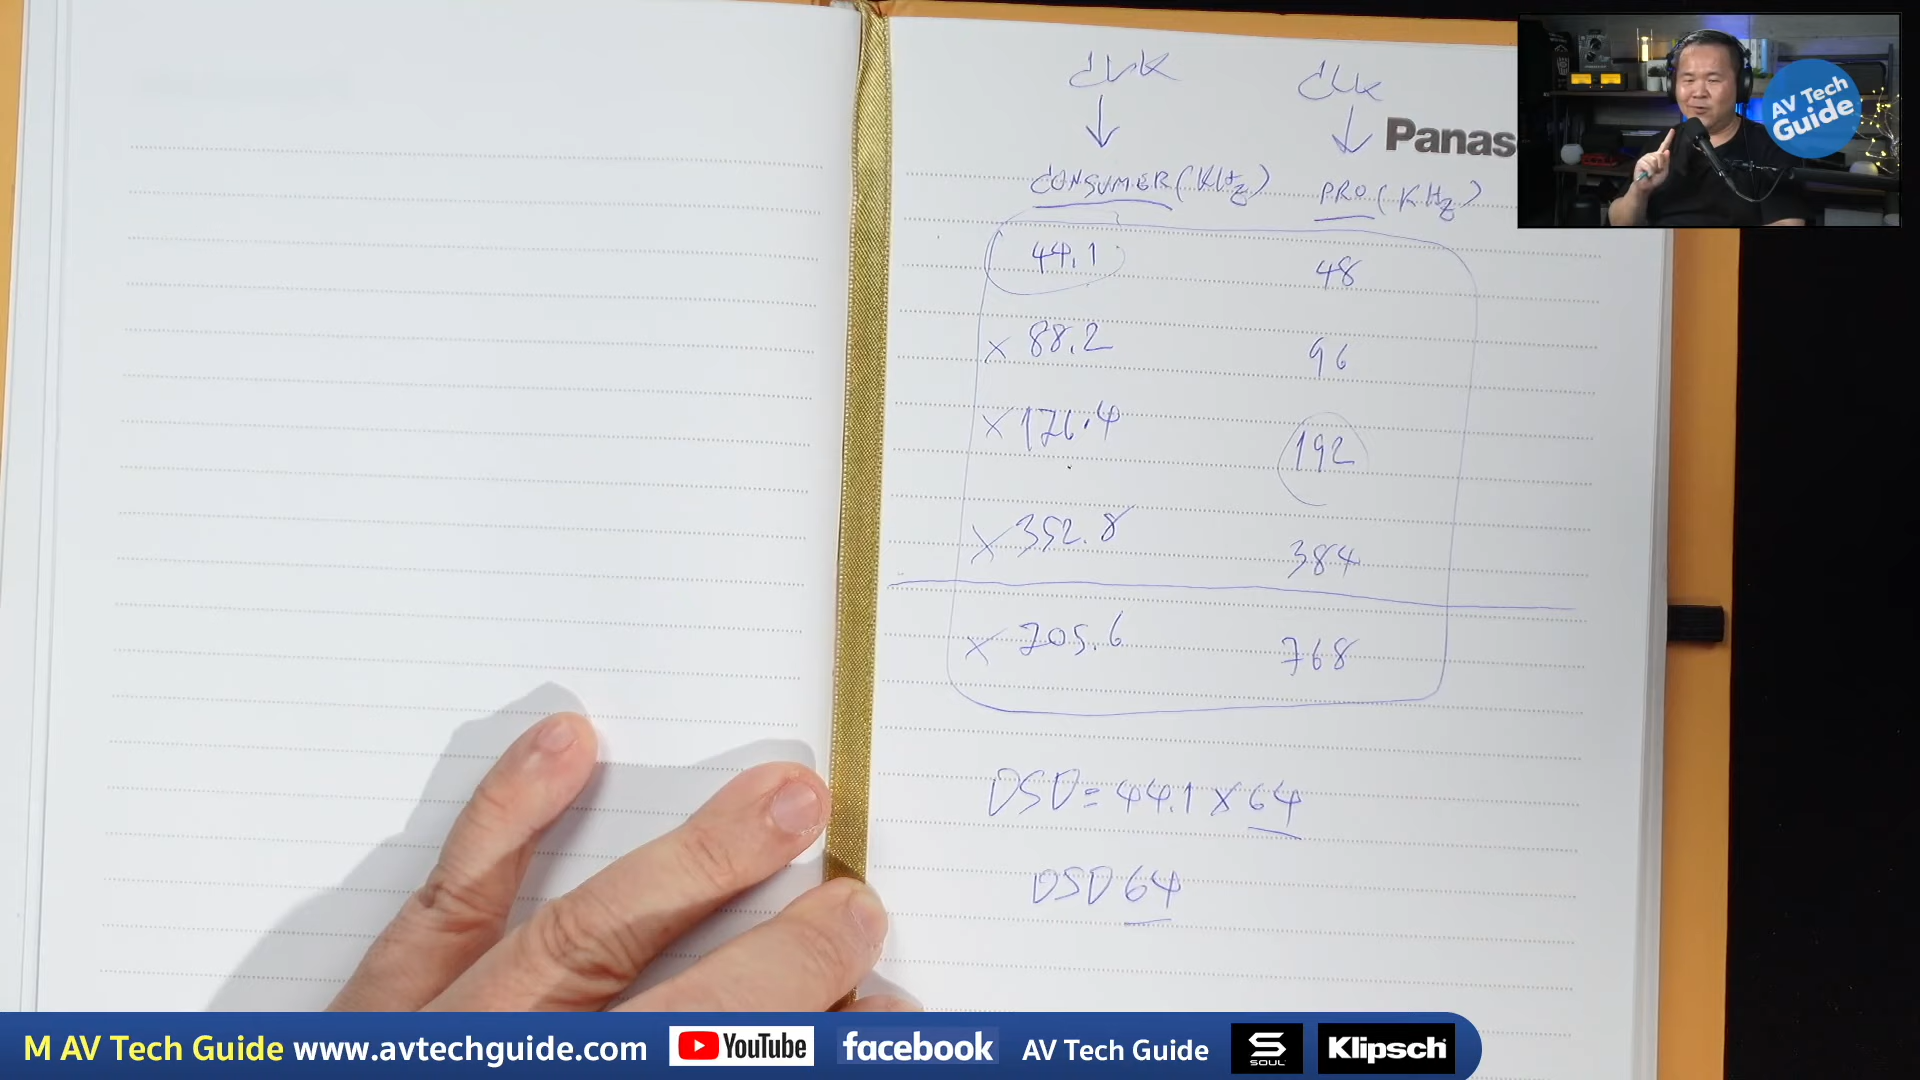 CLK CLK
Panas
CONSUMER (KHz) PRO (KHz)
44.1 48
x 88.2 96
x 176.4 192
x 352.8 384
x 705.6 768
DSD = 44.1 x 64
DSD 64
AV Tech Guide
M AV Tech Guide www.avtechguide.com YouTube facebook AV Tech Guide S SOUL Klipsch